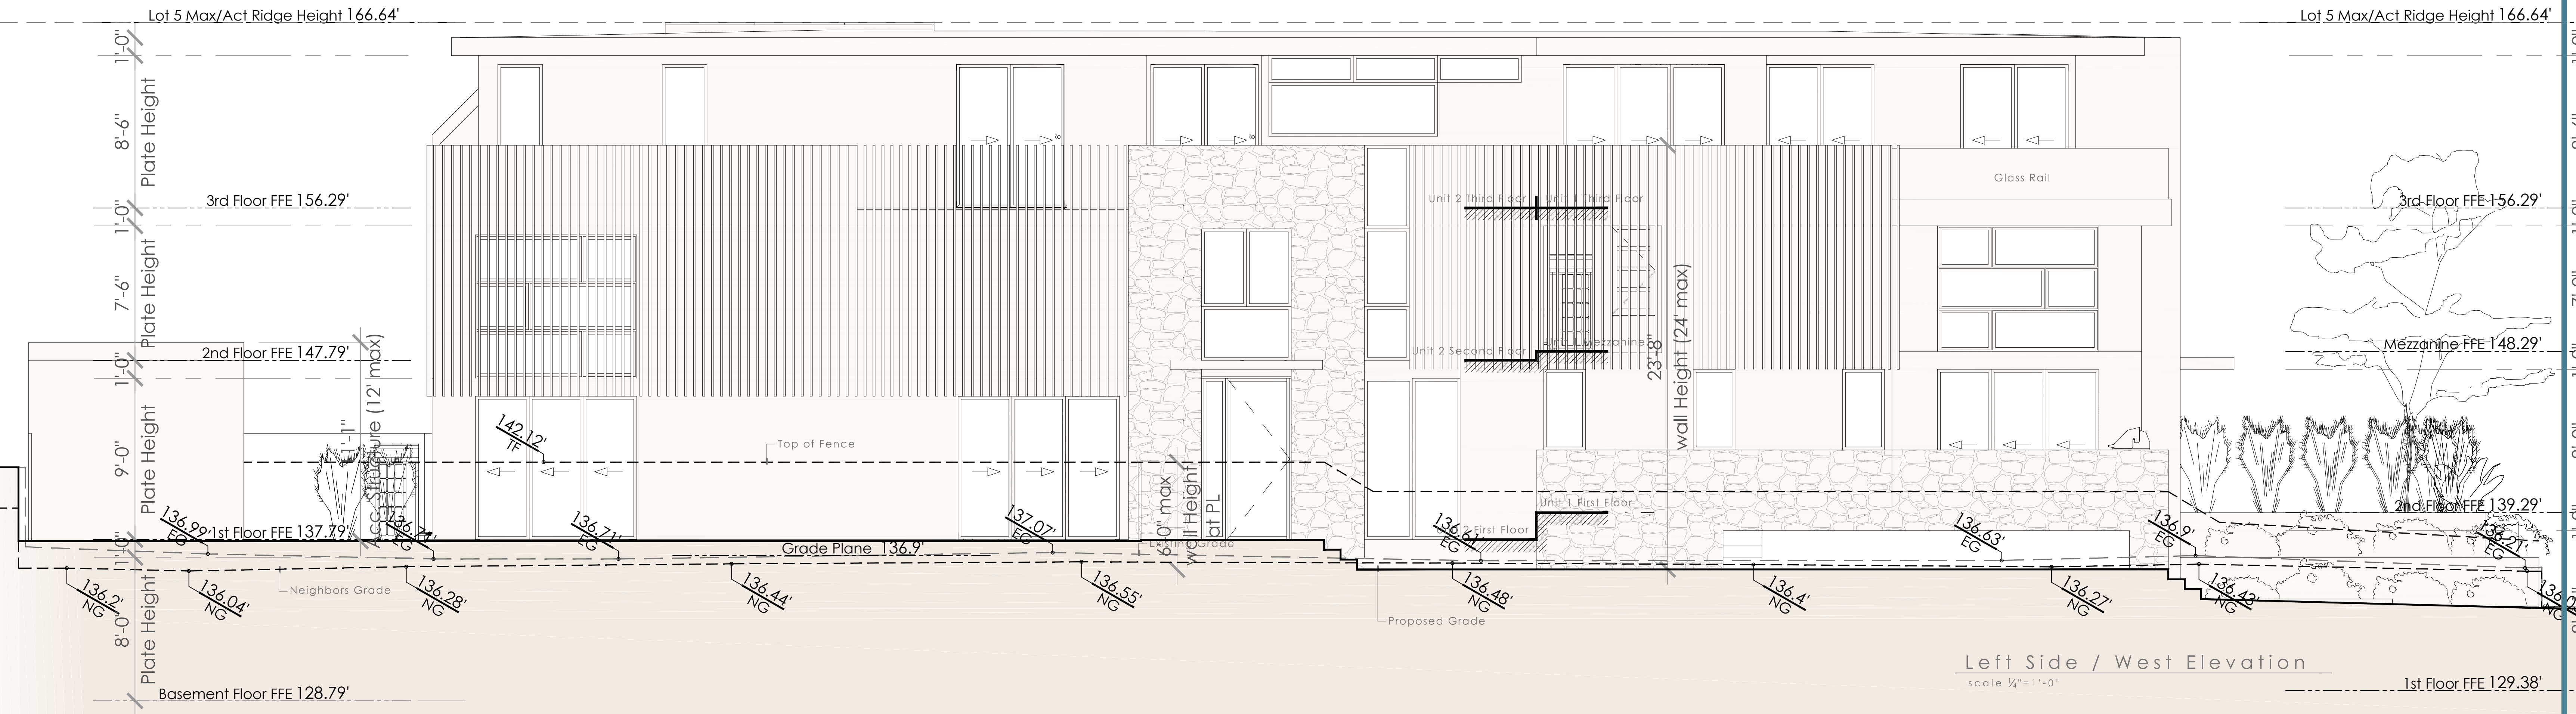 Lot 5 Max/Act Ridge Height 166.64'
Lot 5 Max/Act Ridge Height 166.64'
1'-0"
8'-6"
Plate Height
Glass Rail
3rd Floor FFE 156.29'
Unit 2 Third Floor
Unit 1 Third Floor
3rd Floor FFE 156.29'
1'-0"
7'-6"
Plate Height
2nd Floor FFE 147.79'
Unit 2 Second Floor
Unit 1 Mezzanine
Mezzanine FFE 148.29'
23'-8"
wall Height (24' max)
1'-0"
9'-0"
Plate Height
Structure (12' max)
142.12'
TF
Top of Fence
6'-0" max
wall Height
at PL
Unit 1 First Floor
First Floor
2nd Floor FFE 139.29'
1st Floor FFE 137.79'
136.99'
EG
EG
136.71'
EG
137.07'
136.61'
EG
136.63'
EG
136.9'
EG
136.27'
EG
Grade Plane 136.9'
Existing Grade
1'-0"
136.2'
NG
136.04'
NG
Neighbors Grade
136.28'
NG
136.44'
NG
136.55'
NG
136.48'
NG
136.4'
NG
136.27'
NG
136.43'
NG
NG
Proposed Grade
8'-0"
Plate Height
Left Side / West Elevation
scale ¼"=1'-0"
Basement Floor FFE 128.79'
1st Floor FFE 129.38'